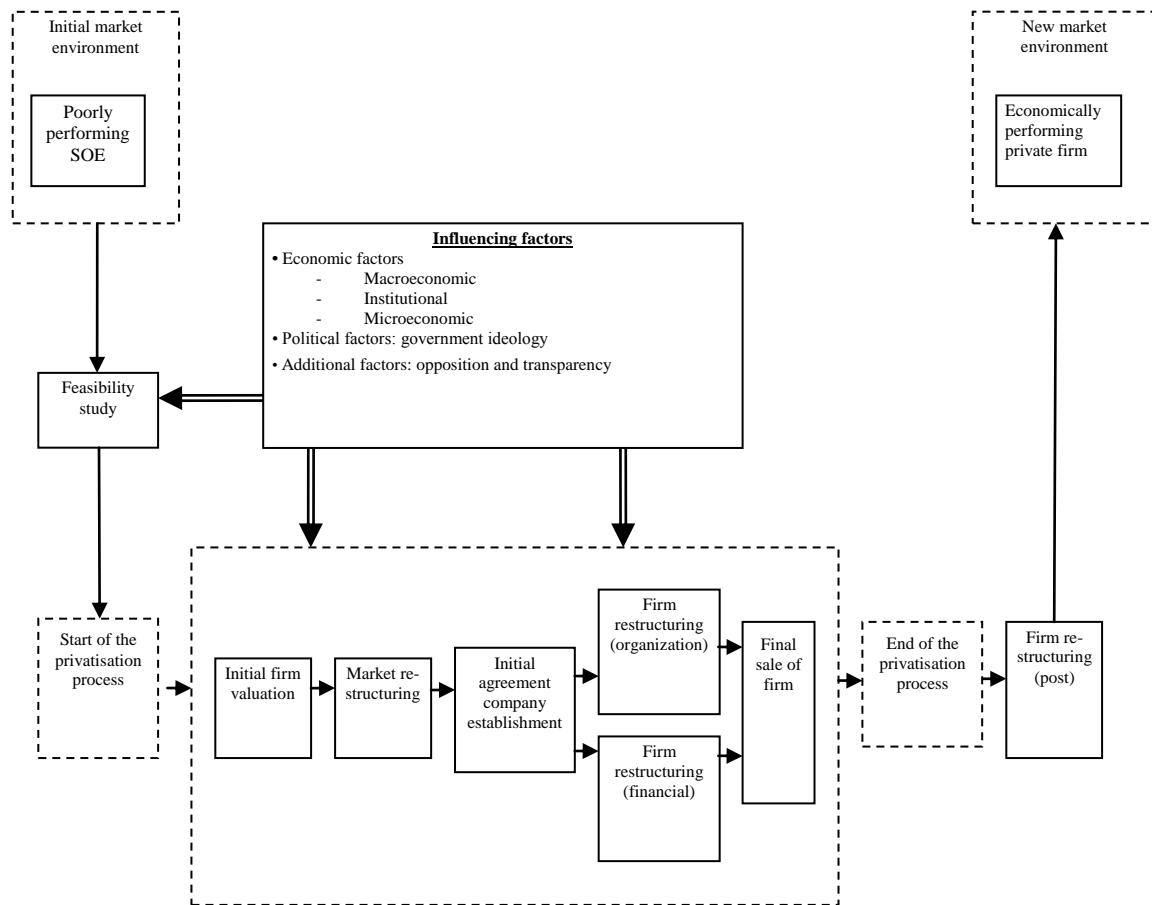 Initial market
environment
Poorly
performing
SOE
New market
environment
Economically
performing
private firm
Influencing factors
• Economic factors
- Macroeconomic
- Institutional
- Microeconomic
• Political factors: government ideology
• Additional factors: opposition and transparency
Feasibility
study
Start of the
privatisation
process
Initial firm
valuation
Market re-
structuring
Initial
agreement
company
establishment
Firm
restructuring
(organization)
Firm
restructuring
(financial)
Final
sale of
firm
End of the
privatisation
process
Firm re-
structuring
(post)